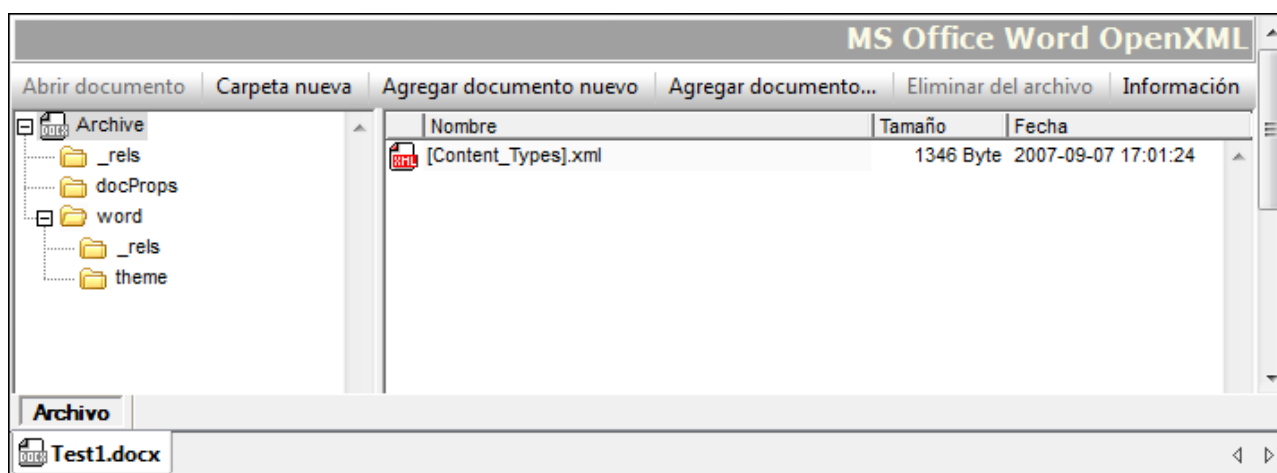 MS Office Word OpenXML
Abrir documento Carpeta nueva Agregar documento nuevo Agregar documento... Eliminar del archivo Información
Archive
_rels
docProps
word
_rels
theme
Nombre Tamaño Fecha
[Content_Types].xml 1346 Byte 2007-09-07 17:01:24
Archivo
Test1.docx